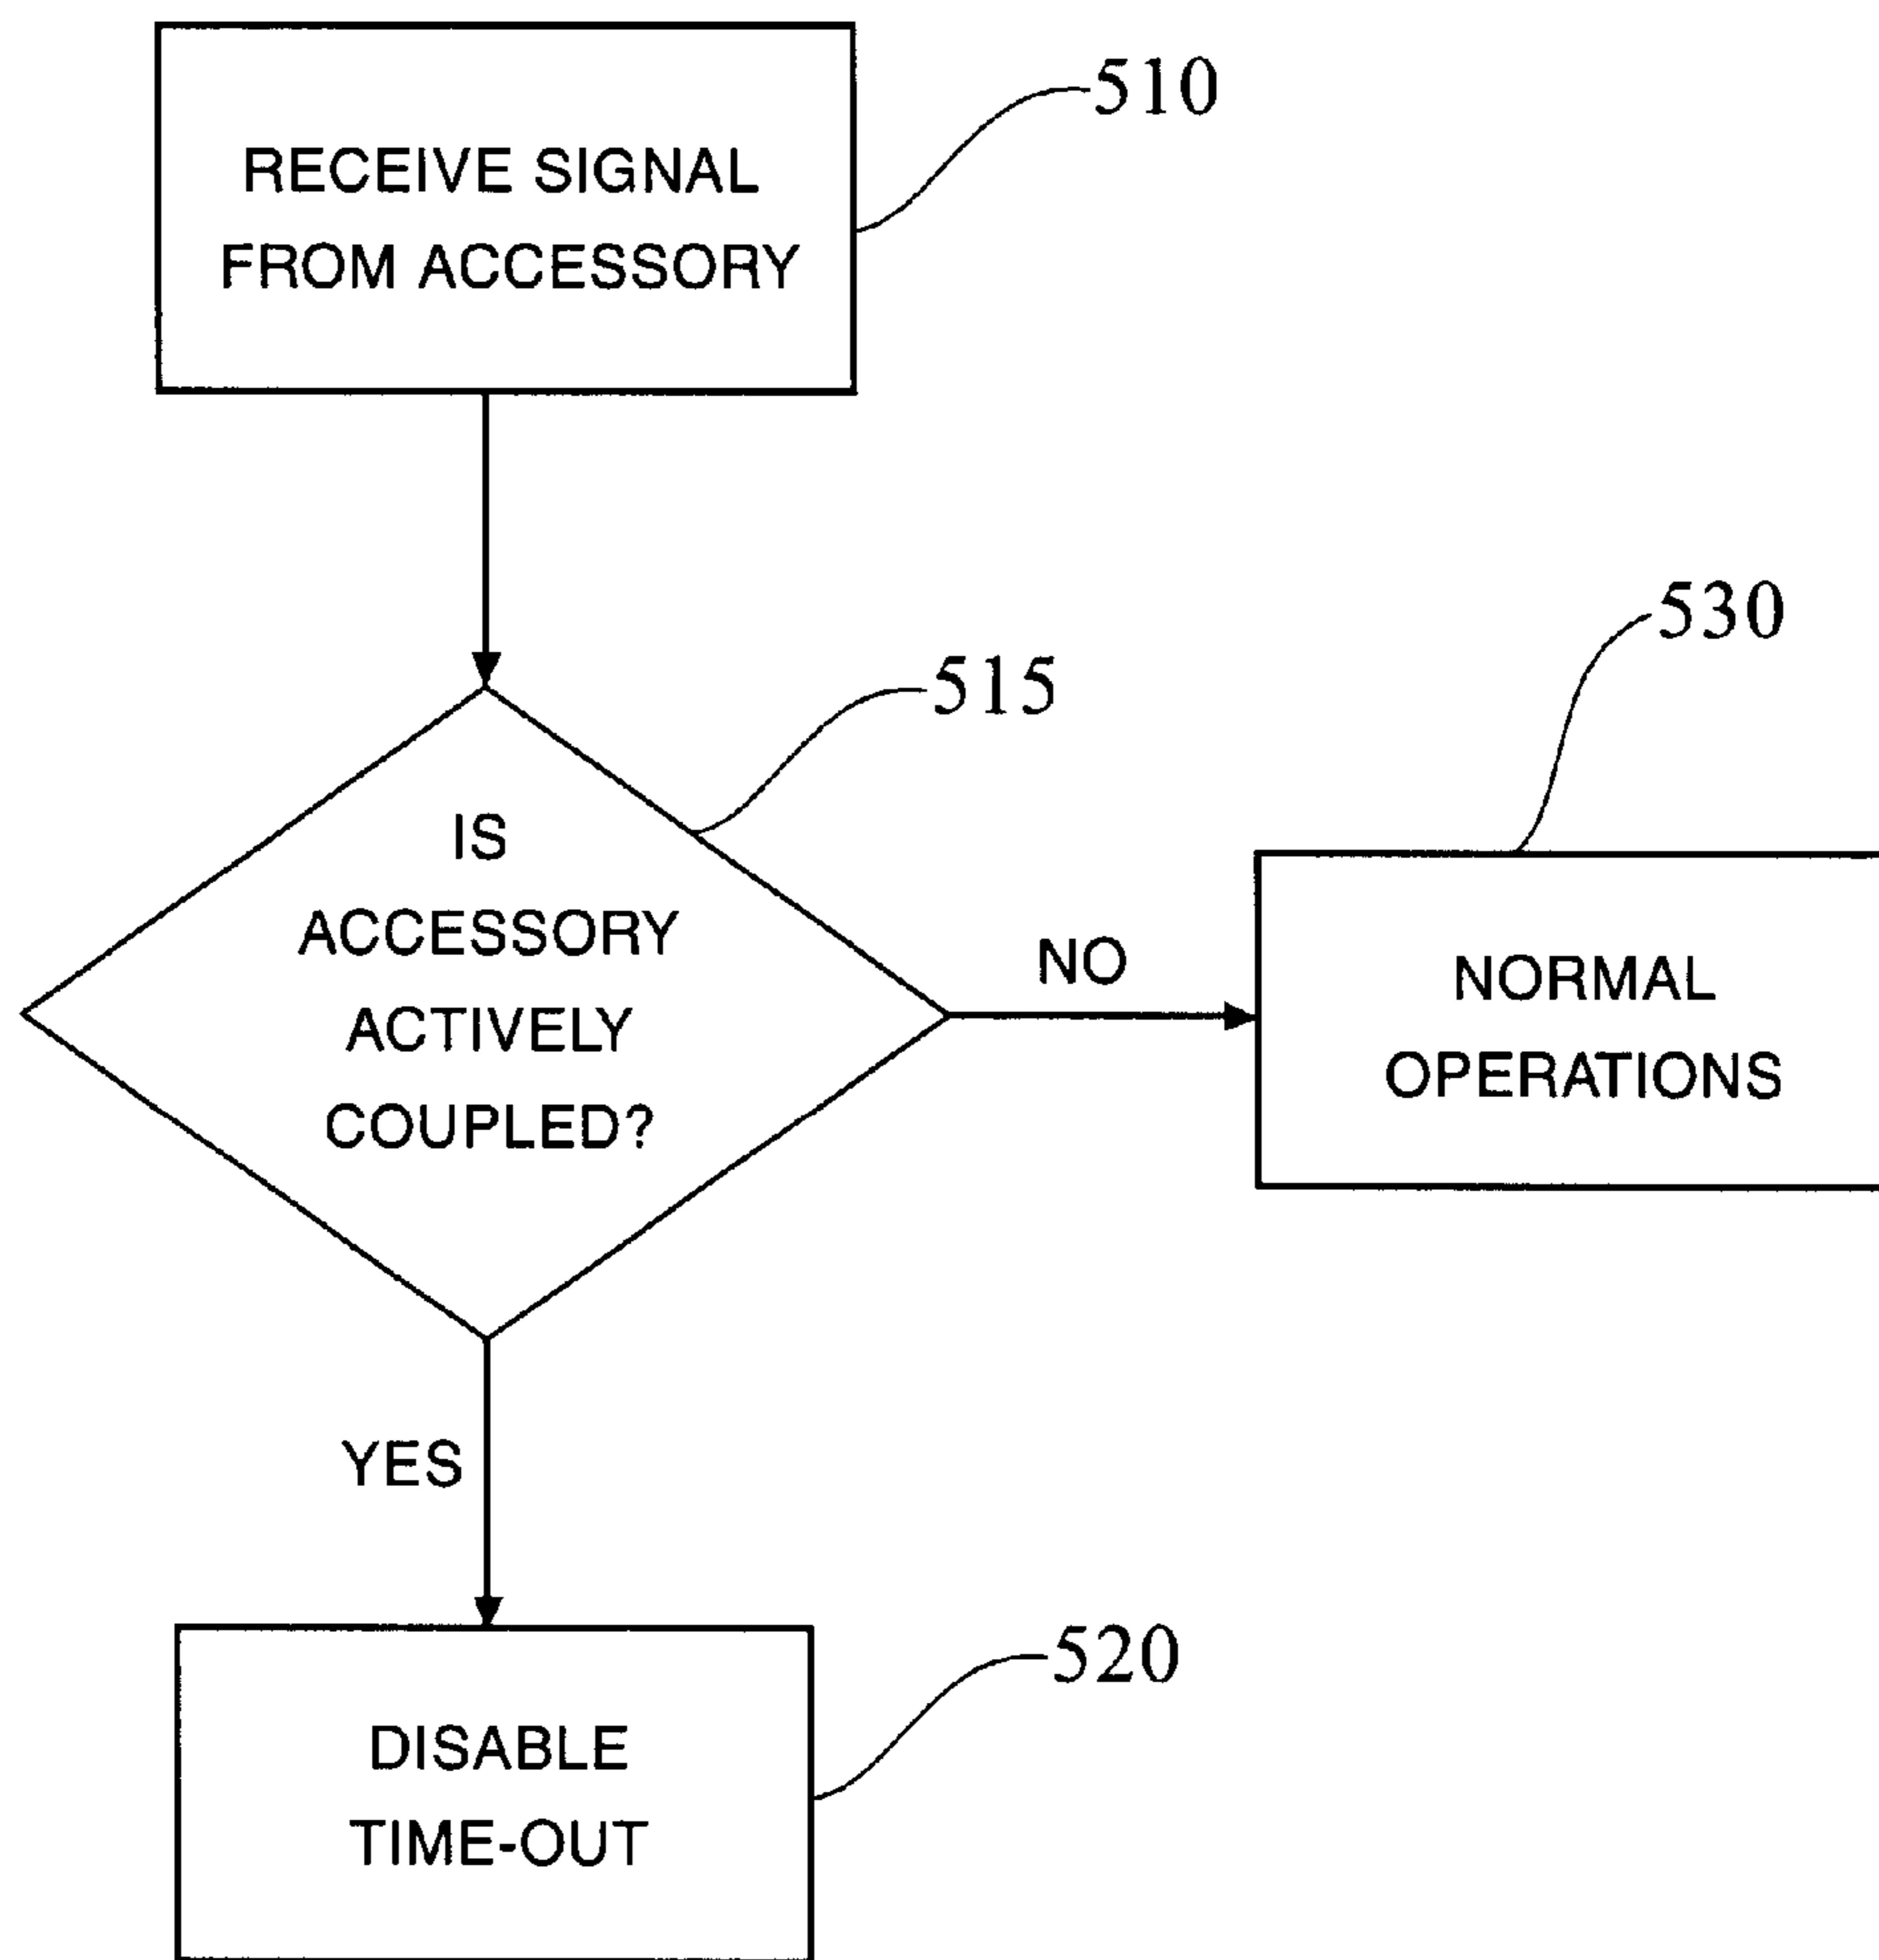 RECEIVE SIGNAL
FROM ACCESSORY
510
IS
ACCESSORY
ACTIVELY
COUPLED?
515
NO
530
NORMAL
OPERATIONS
YES
DISABLE
TIME-OUT
520